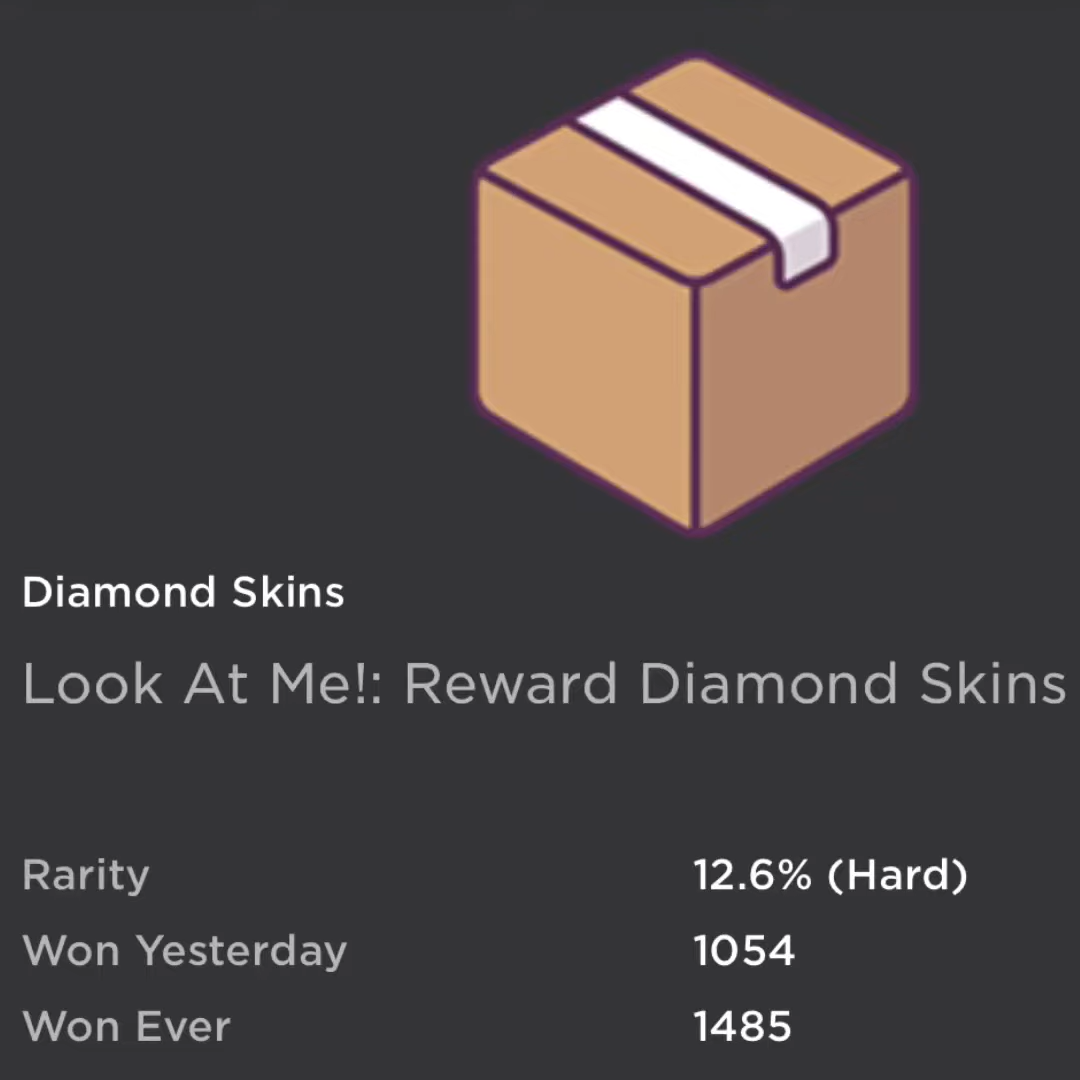 Diamond Skins
Look At Me!: Reward Diamond Skins
Rarity 12.6% (Hard)
Won Yesterday 1054
Won Ever 1485